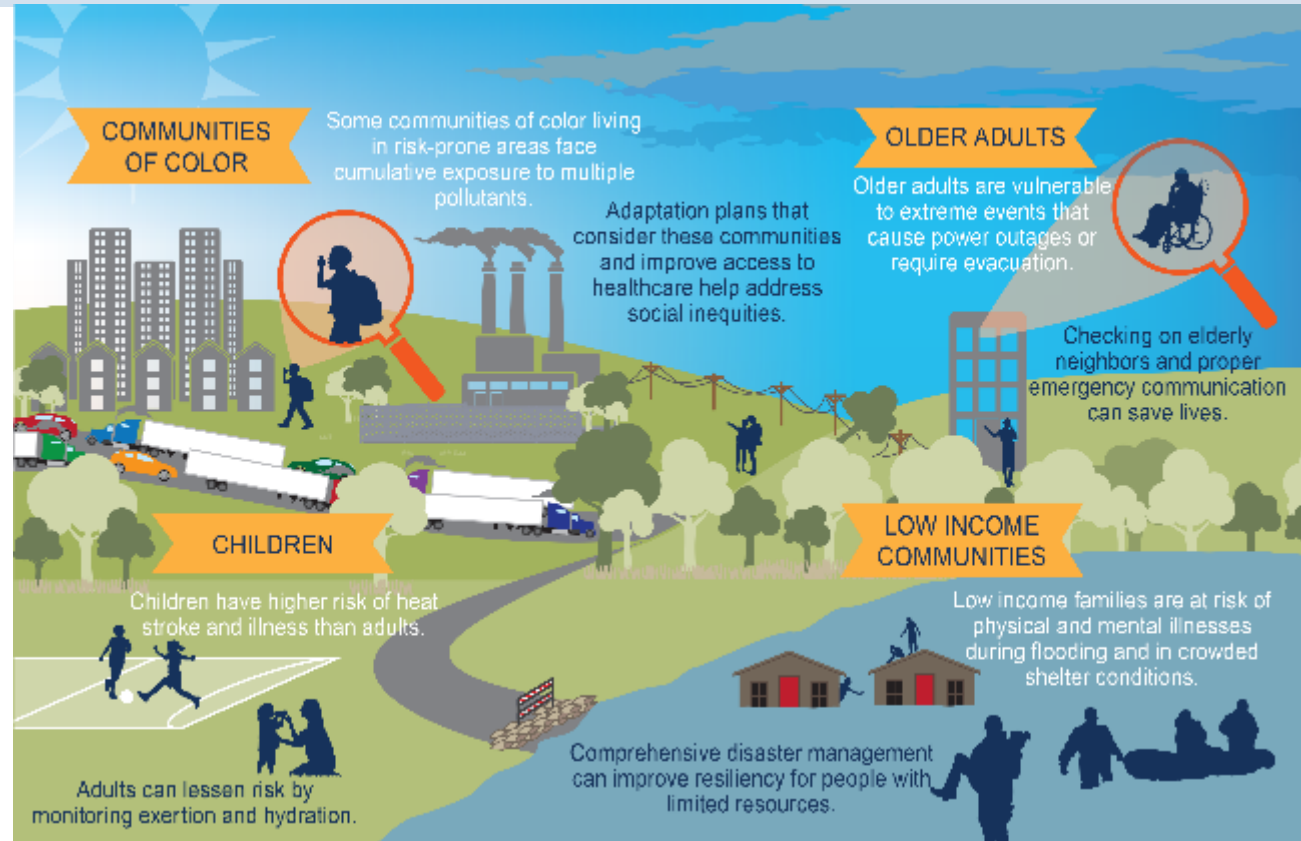 COMMUNITIES
OF COLOR
Some communities of color living
in risk-prone areas face
cumulative exposure to multiple
pollutants.
Adaptation plans that
consider these communities
and improve access to
healthcare help address
social inequities.
OLDER ADULTS
Older adults are vulnerable
to extreme events that
cause power outages or
require evacuation.
Checking on elderly
neighbors and proper
emergency communication
can save lives.
CHILDREN
Children have higher risk of heat
stroke and illness than adults.
Adults can lessen risk by
monitoring exertion and hydration.
LOW INCOME
COMMUNITIES
Low income families are at risk of
physical and mental illnesses
during flooding and in crowded
shelter conditions.
Comprehensive disaster management
can improve resiliency for people with
limited resources.